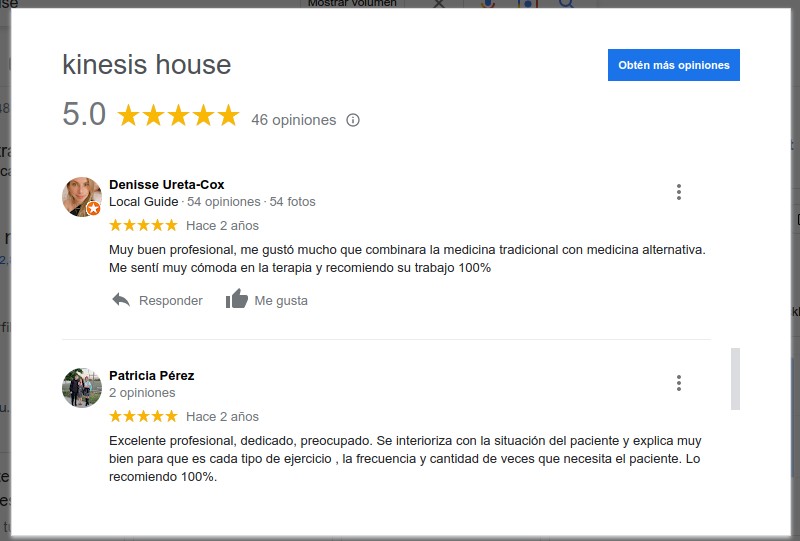 Mostrar volumen
kinesis house
Obtén más opiniones
5.0
46 opiniones
Denisse Ureta-Cox
Local Guide · 54 opiniones · 54 fotos
Hace 2 años
Muy buen profesional, me gustó mucho que combinara la medicina tradicional con medicina alternativa.
Me sentí muy cómoda en la terapia y recomiendo su trabajo 100%
Responder
Me gusta
Patricia Pérez
2 opiniones
Hace 2 años
Excelente profesional, dedicado, preocupado. Se interioriza con la situación del paciente y explica muy
bien para que es cada tipo de ejercicio , la frecuencia y cantidad de veces que necesita el paciente. Lo
recomiendo 100%.